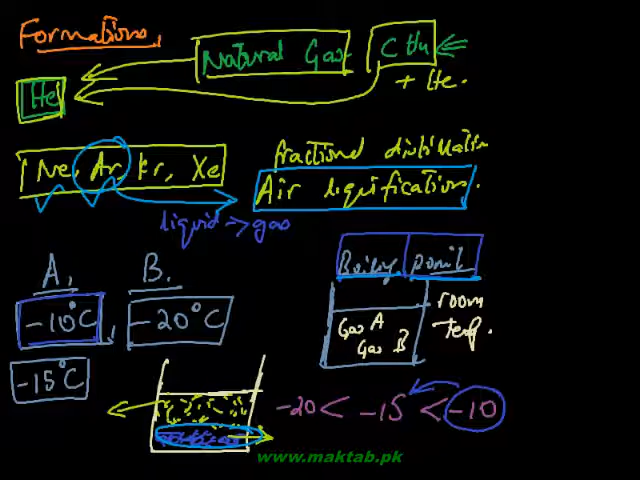 Formations
Natural Gas CH4
He + He.
fractional distillation
Ne, Ar, Kr, Xe Air liquification.
liquid → gas
A, B. Boiling point
-10°C, -20°C room
Gas A Temp.
Gas B
-15°C
-20 < -15 < -10
www.maktab.pk